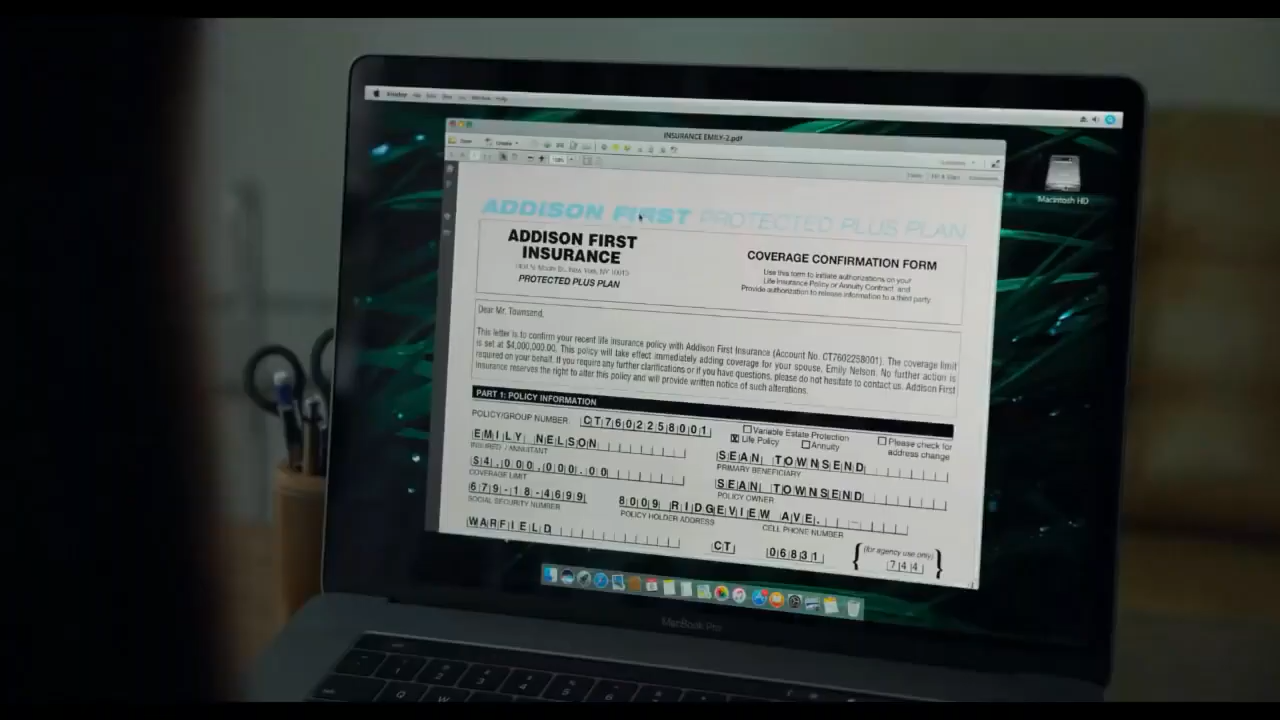 Window
Help
INSURANCE EMILY-2.pdf
Open
Create
Macintosh HD
ADDISON FIRST PROTECTED PLUS PLAN
ADDISON FIRST
INSURANCE
New York, NY 10013
PROTECTED PLUS PLAN
COVERAGE CONFIRMATION FORM
Use this form to initiate authorizations on your
Life Insurance Policy or Annuity Contract and
Provide authorization to release information to a third party
Dear Mr. Townsend,
This letter is to confirm your recent life insurance policy with Addison First Insurance (Account No. CT7602258001). The coverage limit
is set at $4,000,000.00. This policy will take effect immediately adding coverage for your spouse, Emily Nelson. No further action is
required on your behalf. If you require any further clarifications or if you have questions, please do not hesitate to contact us. Addison First
Insurance reserves the right to alter this policy and will provide written notice of such alterations.
PART 1: POLICY INFORMATION
POLICY/GROUP NUMBER: CT7602258001
Variable Estate Protection
X Life Policy
Annuity
Please check for
address change
EMILY NELSON
INSURED / ANNUITANT
SEAN TOWNSEND
PRIMARY BENEFICIARY
$4,000,000.00
COVERAGE LIMIT
SEAN TOWNSEND
POLICY OWNER
679-18-4699
SOCIAL SECURITY NUMBER
8009 RIDGEVIEW AVE.
POLICY HOLDER ADDRESS
CELL PHONE NUMBER
WARFIELD
CT
06831
(for agency use only)
744
MacBook Pro